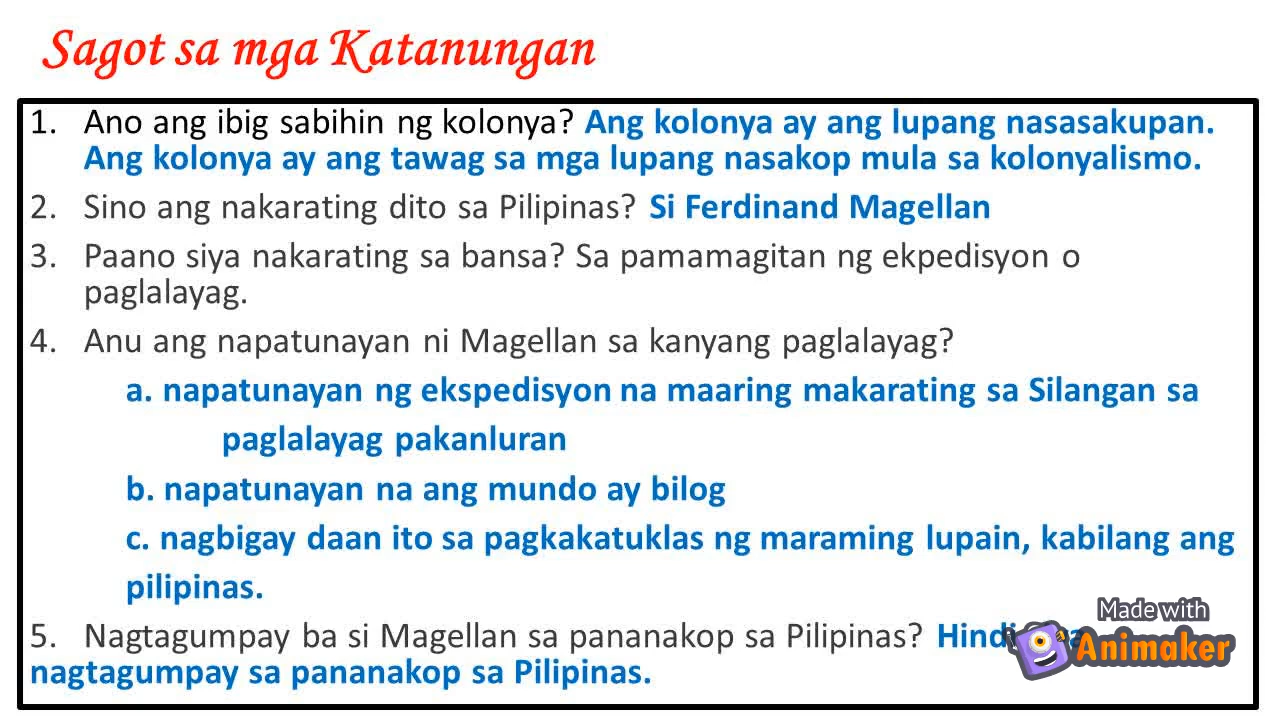 Sagot sa mga Katanungan
1. Ano ang ibig sabihin ng kolonya? Ang kolonya ay ang lupang nasasakupan.
Ang kolonya ay ang tawag sa mga lupang nasakop mula sa kolonyalismo.
2. Sino ang nakarating dito sa Pilipinas? Si Ferdinand Magellan
3. Paano siya nakarating sa bansa? Sa pamamagitan ng ekpedisyon o
paglalayag.
4. Anu ang napatunayan ni Magellan sa kanyang paglalayag?
a. napatunayan ng ekspedisyon na maaring makarating sa Silangan sa
paglalayag pakanluran
b. napatunayan na ang mundo ay bilog
c. nagbigay daan ito sa pagkakatuklas ng maraming lupain, kabilang ang
pilipinas.
5. Nagtagumpay ba si Magellan sa pananakop sa Pilipinas? Hindi
nagtagumpay sa pananakop sa Pilipinas.
Made with
Animaker